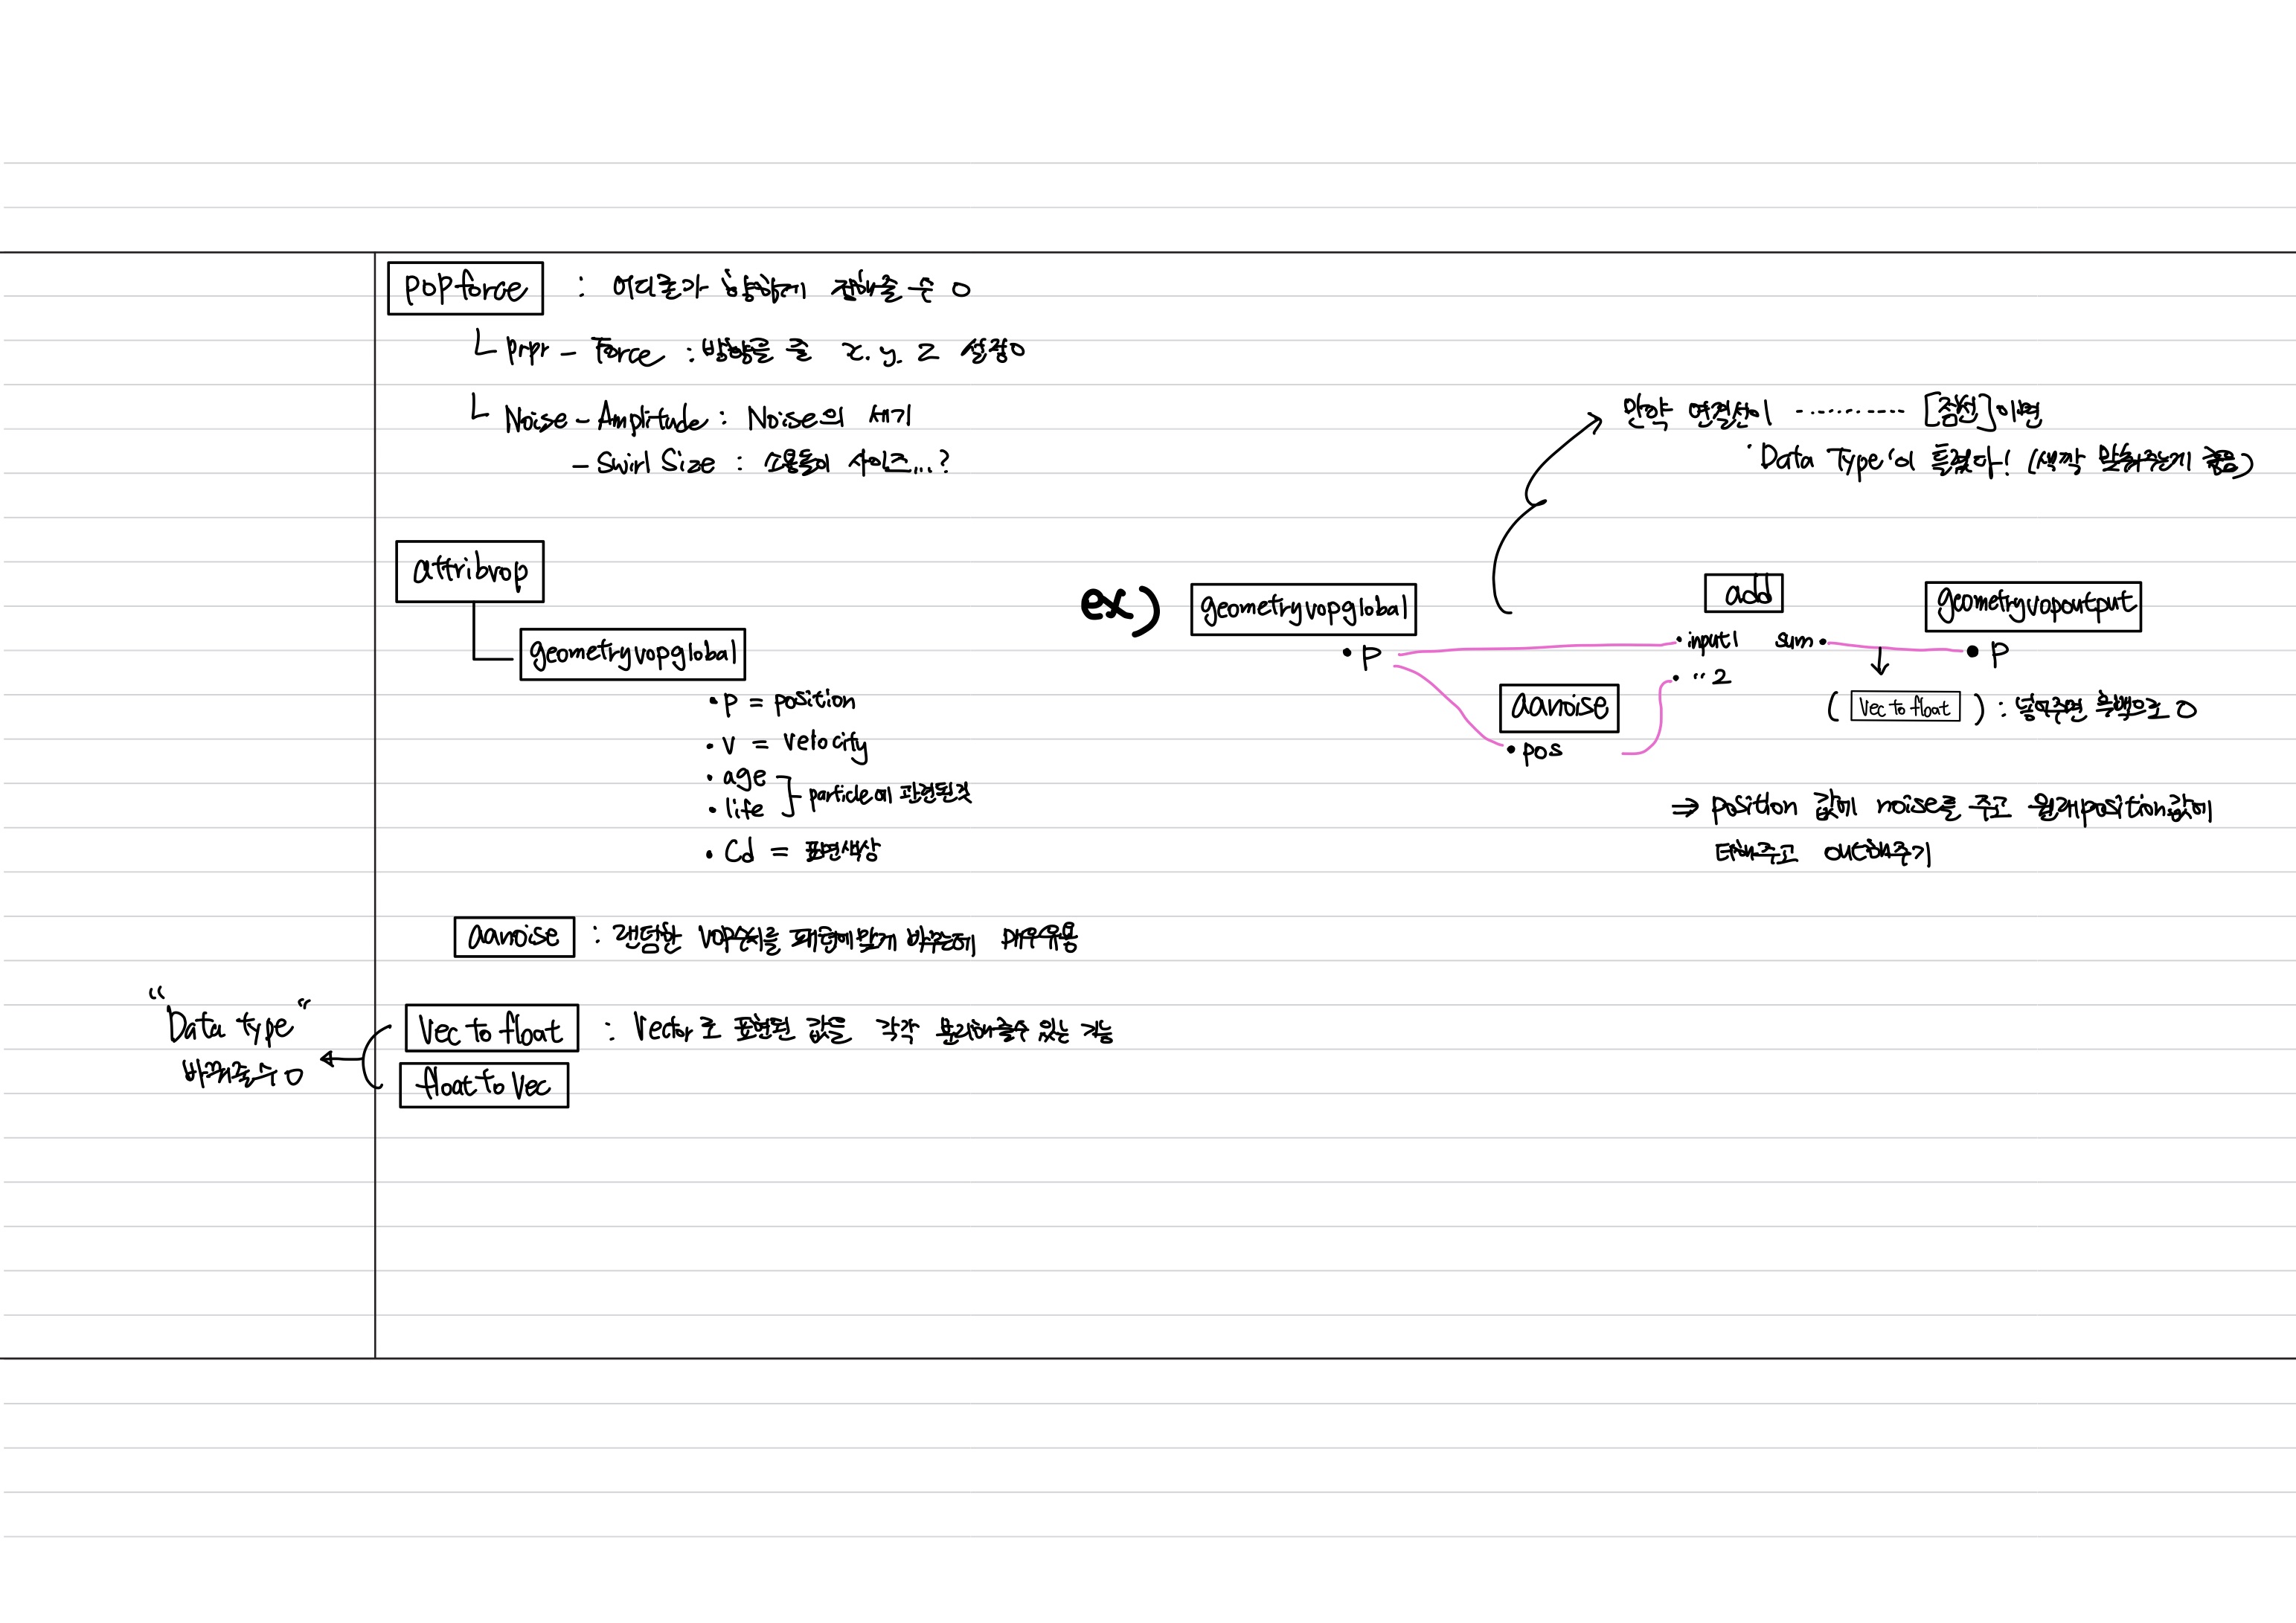 popforce : 어디로가 향할지 정해줄 수 O
prpr - Force : 방향을 줄 x. y. z 설정O
Noise - Amplitude : Noise의 세기
- Swirl Size : 소용돌이 사이즈...?
attribvop
geometryvopglobal
• P = position
• v = velocity
• age
• life
particle에 관련된것
• Cd = 표면색상
aanoise : 랜덤한 vop수치를 패턴에맞게 바꾸는데 매우유용
Vec to float : Vector로 표현된 값들 각각 분리해줄수 있는 기능
float to Vec
"Data type"
바꿔줄수 O
만약 연결선이 ----------- [점선]이면
'Data Type'이 틀렸다! (색깔 맞춰주는게 좋음)
ex)
geometryvopglobal
• P
add
• input1 sum •
• " 2
aanoise
• pos
geometryvopoutput
• P
( Vec to float ) : 넣어주면 흑백으로 O
⇒ position 값에 noise를 주고 원래position값에
더해주고 out해주기